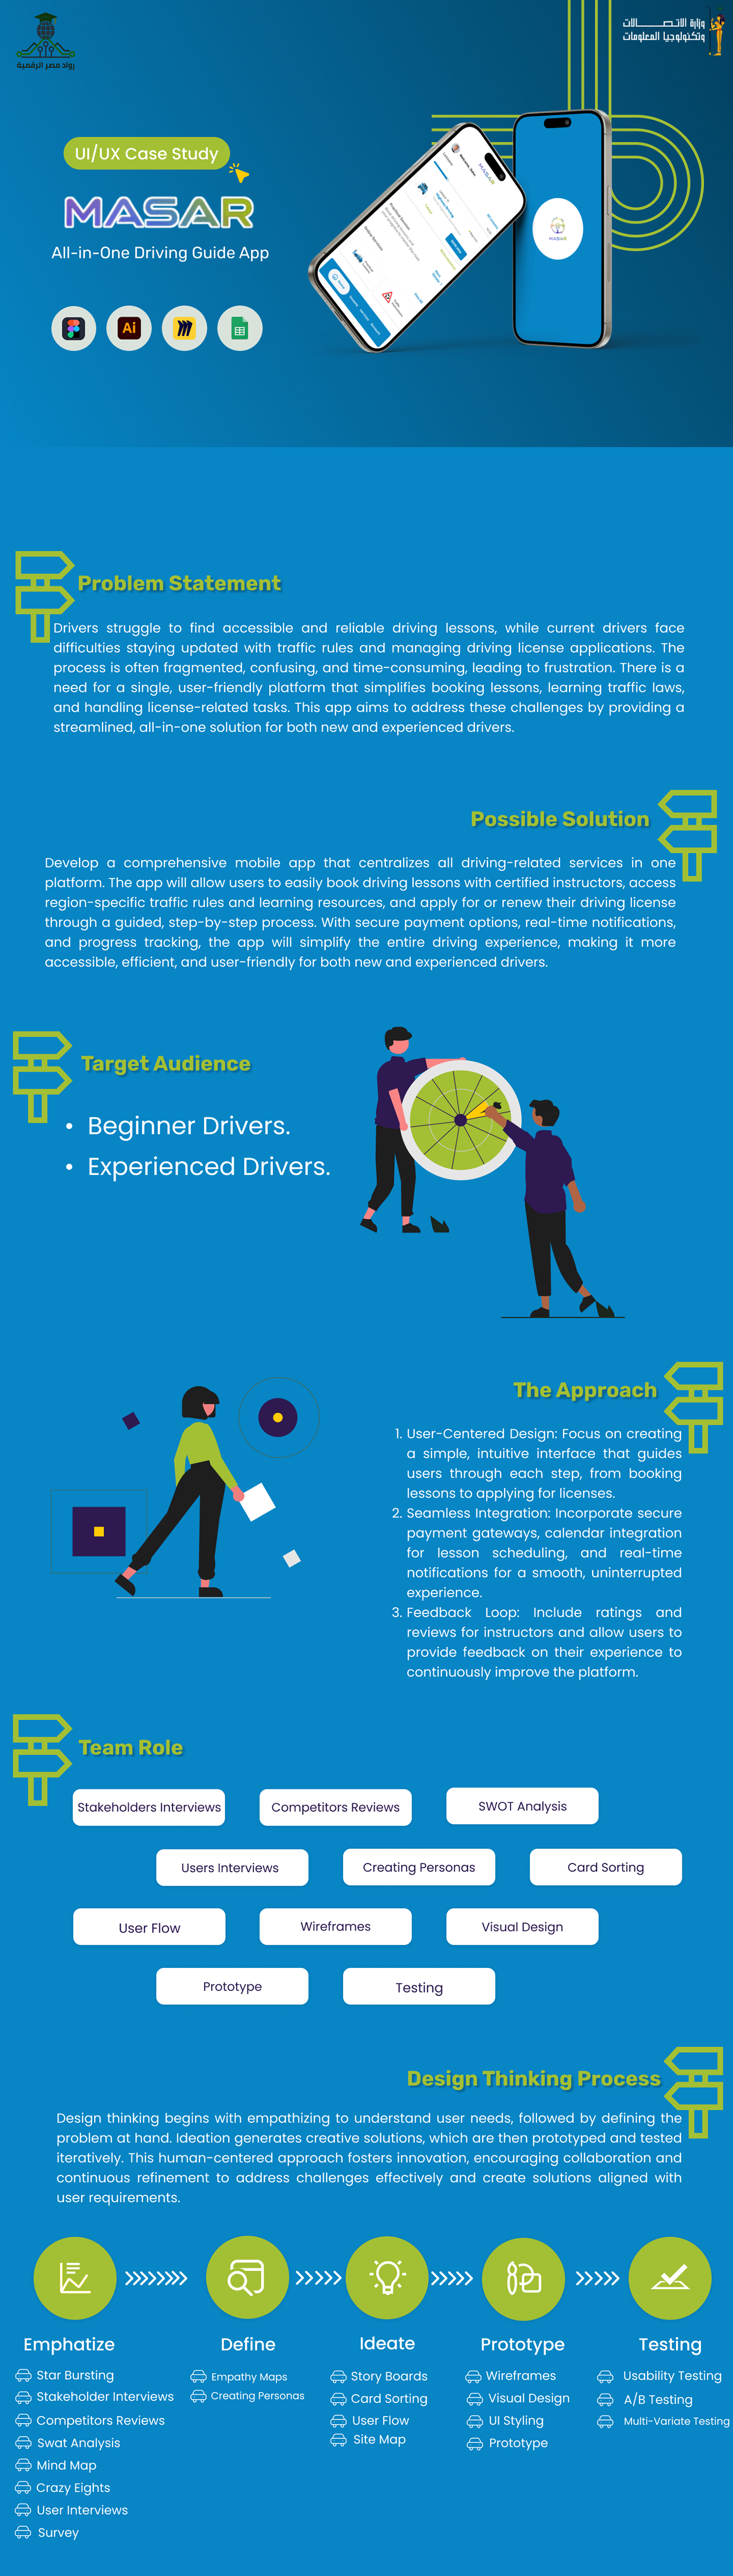 رواد مصر الرقمية
وزارة الاتصالات
وتكنولوجيا المعلومات
UI/UX Case Study
MASAR
All-in-One Driving Guide App
Ai
MASAR
MASAR
Problem Statement
Drivers struggle to find accessible and reliable driving lessons, while current drivers face
difficulties staying updated with traffic rules and managing driving license applications. The
process is often fragmented, confusing, and time-consuming, leading to frustration. There is a
need for a single, user-friendly platform that simplifies booking lessons, learning traffic laws,
and handling license-related tasks. This app aims to address these challenges by providing a
streamlined, all-in-one solution for both new and experienced drivers.
Possible Solution
Develop a comprehensive mobile app that centralizes all driving-related services in one
platform. The app will allow users to easily book driving lessons with certified instructors, access
region-specific traffic rules and learning resources, and apply for or renew their driving license
through a guided, step-by-step process. With secure payment options, real-time notifications,
and progress tracking, the app will simplify the entire driving experience, making it more
accessible, efficient, and user-friendly for both new and experienced drivers.
Target Audience
• Beginner Drivers.
• Experienced Drivers.
The Approach
1. User-Centered Design: Focus on creating
a simple, intuitive interface that guides
users through each step, from booking
lessons to applying for licenses.
2. Seamless Integration: Incorporate secure
payment gateways, calendar integration
for lesson scheduling, and real-time
notifications for a smooth, uninterrupted
experience.
3. Feedback Loop: Include ratings and
reviews for instructors and allow users to
provide feedback on their experience to
continuously improve the platform.
Team Role
Stakeholders Interviews
Competitors Reviews
SWOT Analysis
Users Interviews
Creating Personas
Card Sorting
User Flow
Wireframes
Visual Design
Prototype
Testing
Design Thinking Process
Design thinking begins with empathizing to understand user needs, followed by defining the
problem at hand. Ideation generates creative solutions, which are then prototyped and tested
iteratively. This human-centered approach fosters innovation, encouraging collaboration and
continuous refinement to address challenges effectively and create solutions aligned with
user requirements.
Emphatize
Star Bursting
Stakeholder Interviews
Competitors Reviews
Swat Analysis
Mind Map
Crazy Eights
User Interviews
Survey
Define
Empathy Maps
Creating Personas
Ideate
Story Boards
Card Sorting
User Flow
Site Map
Prototype
Wireframes
Visual Design
UI Styling
Prototype
Testing
Usability Testing
A/B Testing
Multi-Variate Testing